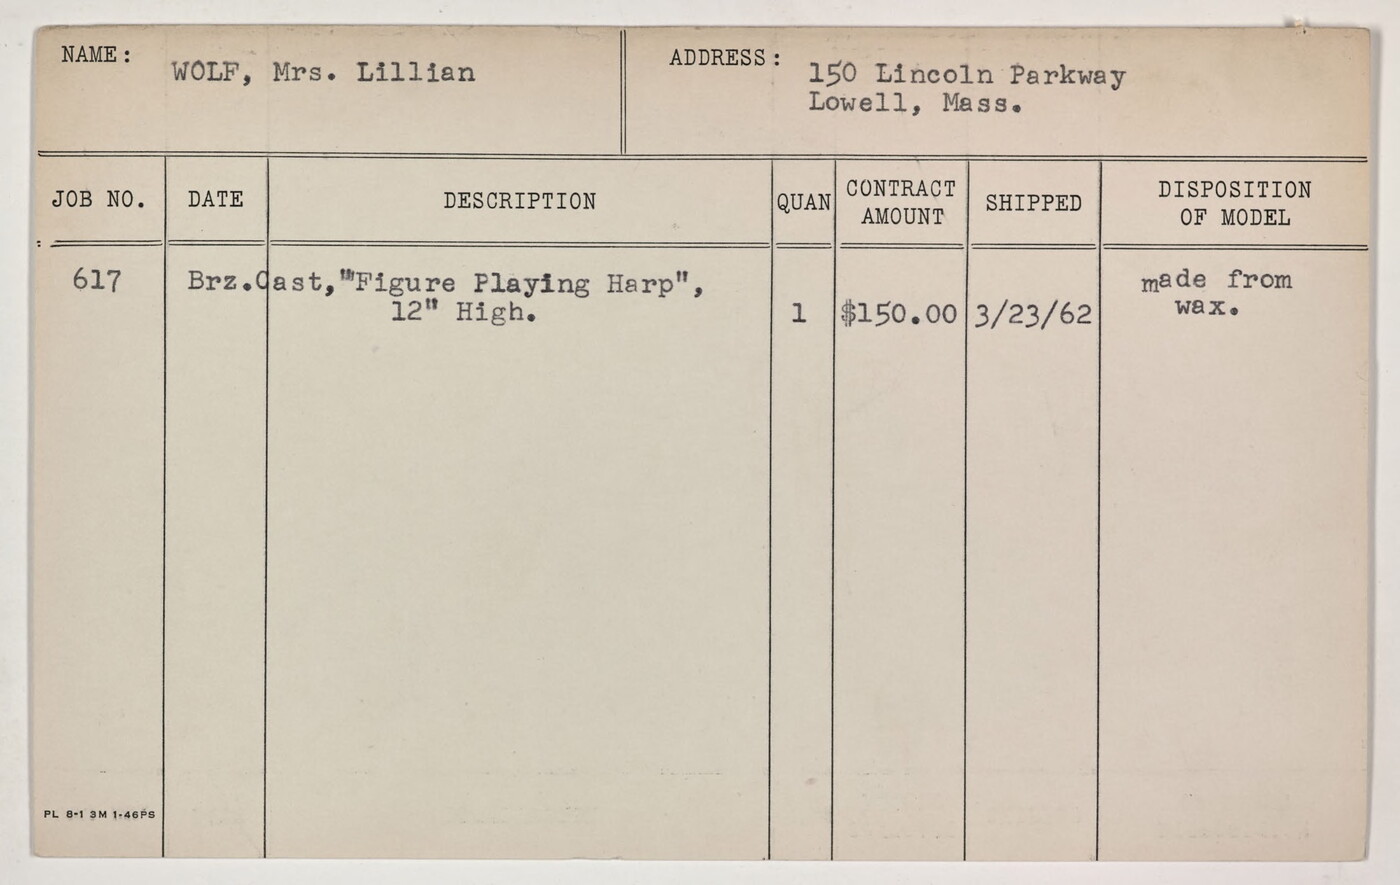 NAME: WOLF, Mrs. Lillian
ADDRESS: 150 Lincoln Parkway
Lowell, Mass.
JOB NO. DATE DESCRIPTION QUAN CONTRACT AMOUNT SHIPPED DISPOSITION OF MODEL
617 Brz.Cast,"Figure Playing Harp", made from
12" High. 1 $150.00 3/23/62 wax.
PL 8-1 3M 1-46PS